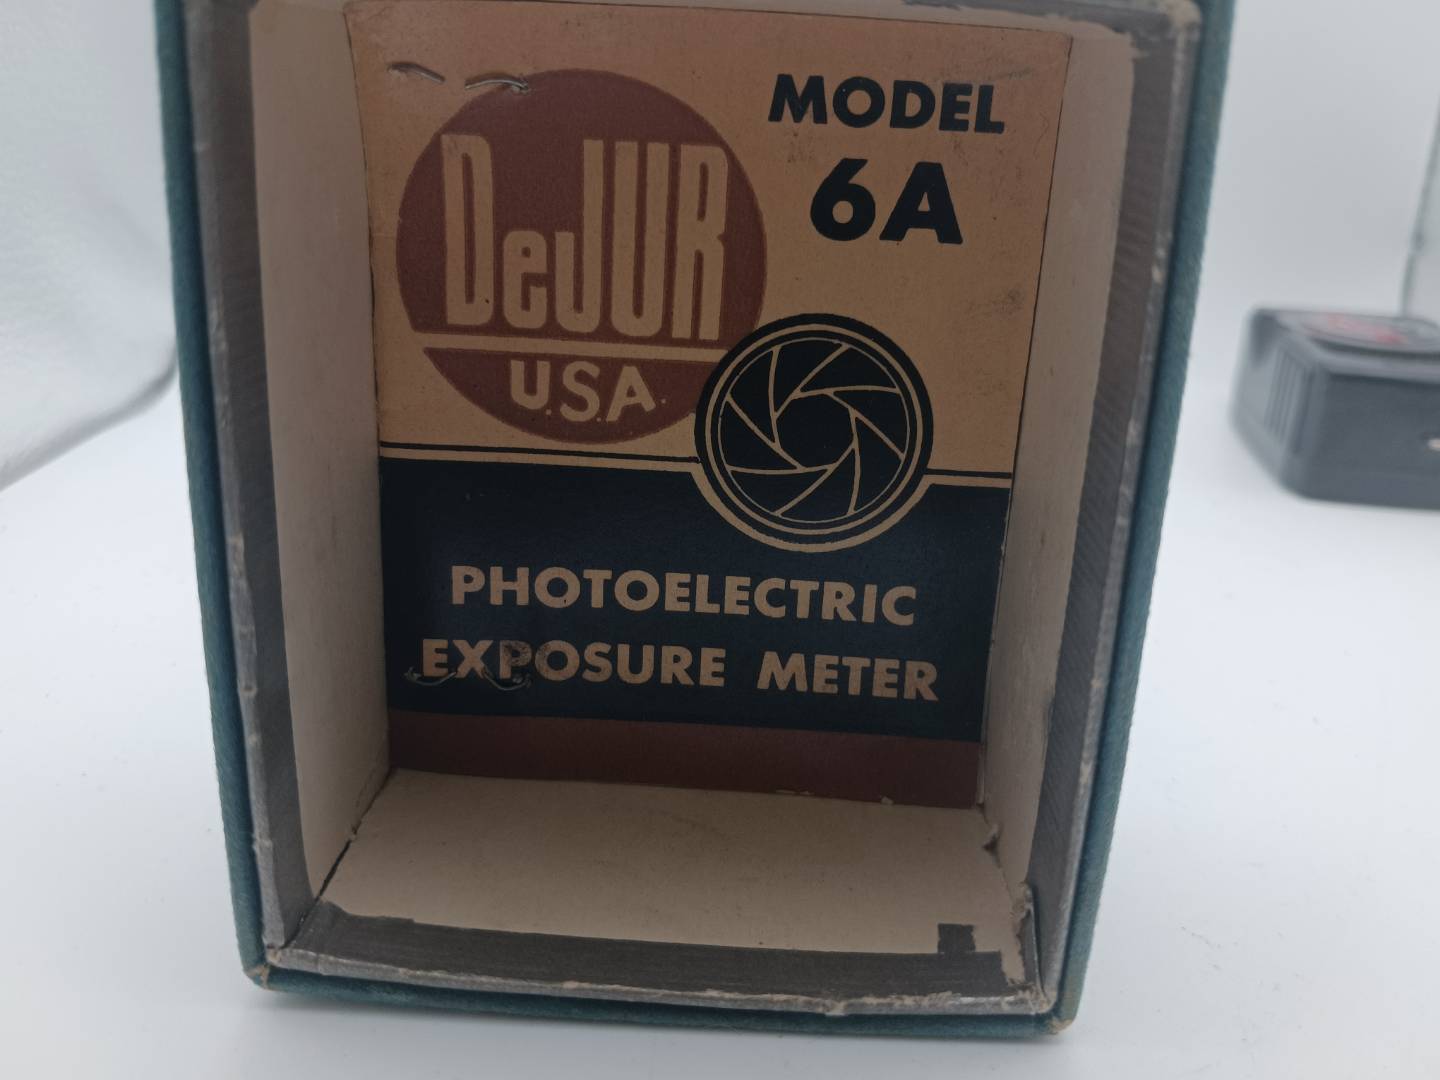 MODEL
6A
DeJUR
U.S.A.
PHOTOELECTRIC
EXPOSURE METER